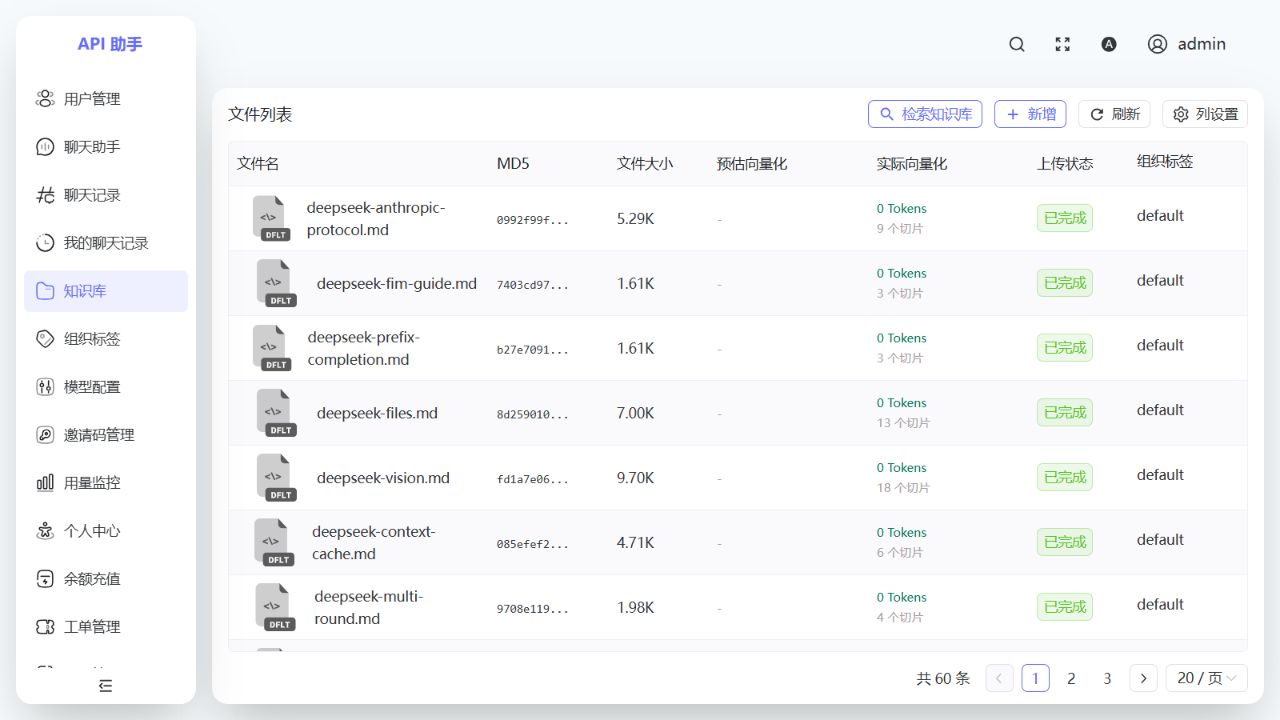 API 助手
admin
用户管理
聊天助手
聊天记录
我的聊天记录
知识库
组织标签
模型配置
邀请码管理
用量监控
个人中心
余额充值
工单管理
文件列表
检索知识库
新增
刷新
列设置
文件名 MD5 文件大小 预估向量化 实际向量化 上传状态 组织标签
deepseek-anthropic-
protocol.md
DFLT
0992f99f... 5.29K - 0 Tokens
9 个切片
已完成 default
deepseek-fim-guide.md
DFLT
7403cd97... 1.61K - 0 Tokens
3 个切片
已完成 default
deepseek-prefix-
completion.md
DFLT
b27e7091... 1.61K - 0 Tokens
3 个切片
已完成 default
deepseek-files.md
DFLT
8d259010... 7.00K - 0 Tokens
13 个切片
已完成 default
deepseek-vision.md
DFLT
fd1a7e06... 9.70K - 0 Tokens
18 个切片
已完成 default
deepseek-context-
cache.md
DFLT
085efef2... 4.71K - 0 Tokens
6 个切片
已完成 default
deepseek-multi-
round.md
DFLT
9708e119... 1.98K - 0 Tokens
4 个切片
已完成 default
共 60 条 1 2 3 20 / 页